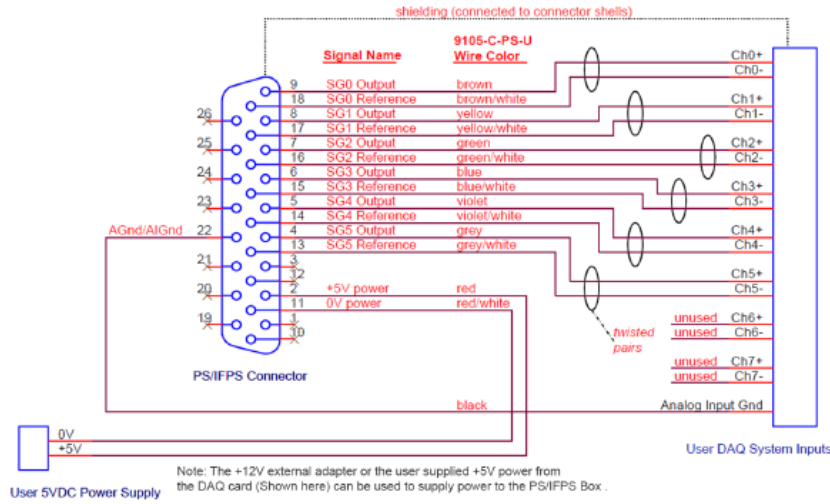 shielding (connected to connector shells)
9105-C-PS-U
Signal Name Wire Color
9 SG0 Output brown Ch0+
18 SG0 Reference brown/white Ch0-
26 8 SG1 Output yellow Ch1+
17 SG1 Reference yellow/white Ch1-
25 7 SG2 Output green Ch2+
16 SG2 Reference green/white Ch2-
24 6 SG3 Output blue Ch3+
15 SG3 Reference blue/white Ch3-
23 5 SG4 Output violet Ch4+
14 SG4 Reference violet/white Ch4-
AGnd/AIGnd 22 4 SG5 Output grey Ch5+
13 SG5 Reference grey/white Ch5-
21 3
12
20 2 +5V power red
11 0V power red/white
19 1
10
unused Ch6+
unused Ch6-
twisted
pairs
unused Ch7+
unused Ch7-
PS/IFPS Connector
black Analog Input Gnd
0V
+5V
User DAQ System Inputs
User 5VDC Power Supply
Note: The +12V external adapter or the user supplied +5V power from
the DAQ card (Shown here) can be used to supply power to the PS/IFPS Box .